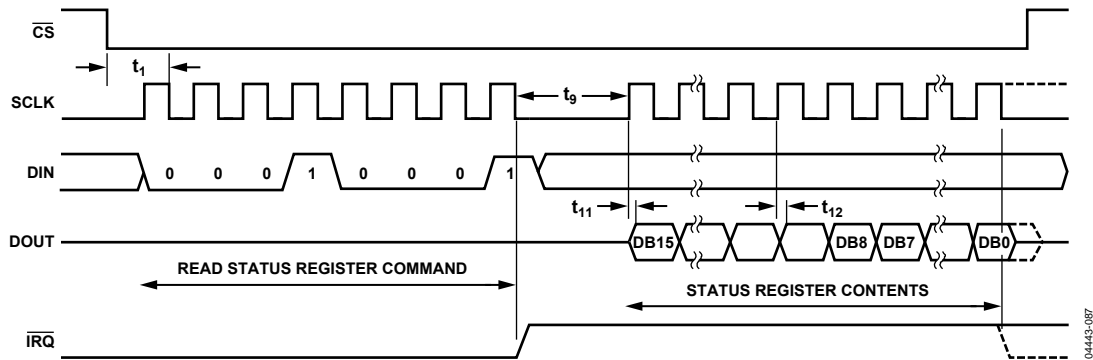 CS
t1
SCLK
t9
DIN 0 0 0 1 0 0 0 1
t11 t12
DOUT DB15 DB8 DB7 DB0
READ STATUS REGISTER COMMAND
STATUS REGISTER CONTENTS
IRQ
04443-087